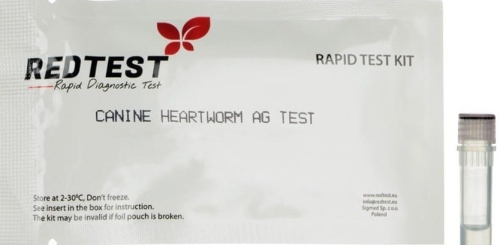 REDTEST
Rapid Diagnostic Test
RAPID TEST KIT
CANINE HEARTWORM AG TEST
Store at 2-30°C, Don't freeze.
See insert in the box for instruction.
The kit may be invalid if foil pouch is broken.
www.redtest.eu
info@redtest.eu
Sigmed Sp. z o.o.
Poland